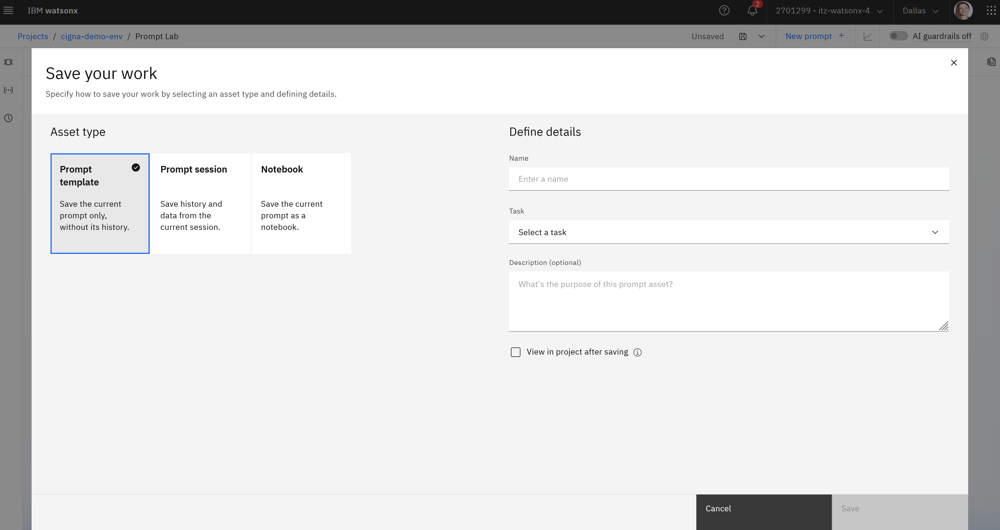 IBM watsonx
2
2701299 - itz-watsonx-4
Dallas
Projects / cigna-demo-env / Prompt Lab
Unsaved
New prompt +
AI guardrails off
Save your work
Specify how to save your work by selecting an asset type and defining details.
Asset type
Prompt
template
Save the current
prompt only,
without its history.
Prompt session
Save history and
data from the
current session.
Notebook
Save the current
prompt as a
notebook.
Define details
Name
Enter a name
Task
Select a task
Description (optional)
What's the purpose of this prompt asset?
View in project after saving
Cancel
Save